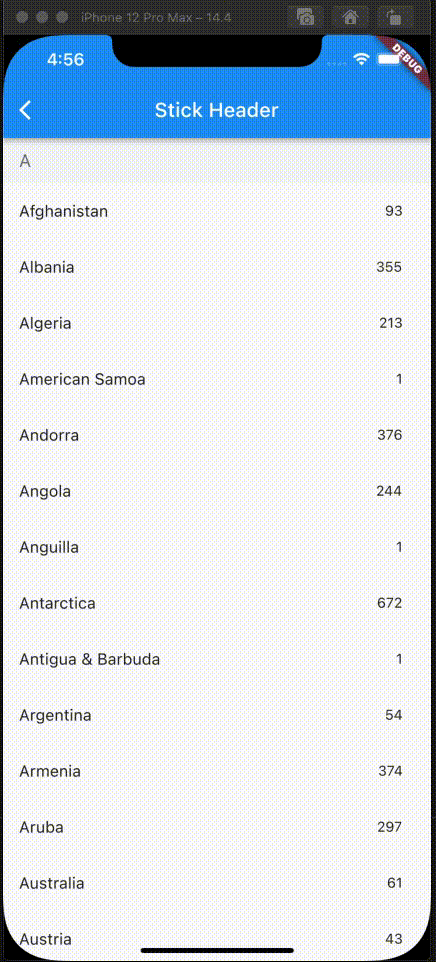 iPhone 12 Pro Max – 14.4
4:56
DEBUG
Stick Header
A
Afghanistan 93
Albania 355
Algeria 213
American Samoa 1
Andorra 376
Angola 244
Anguilla 1
Antarctica 672
Antigua & Barbuda 1
Argentina 54
Armenia 374
Aruba 297
Australia 61
Austria 43